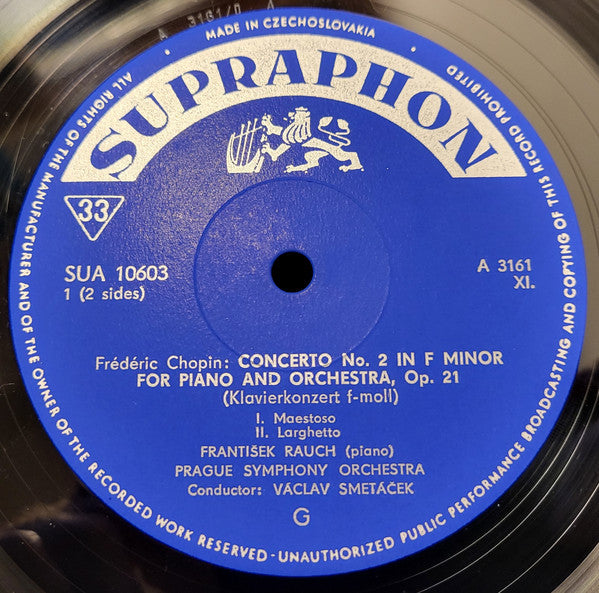 A 3161/0 A
• MADE IN CZECHOSLOVAKIA •
SUPRAPHON
33
SUA 10603
1 (2 sides)
A 3161
XI.
Frédéric Chopin: CONCERTO No. 2 IN F MINOR
FOR PIANO AND ORCHESTRA, Op. 21
(Klavierkonzert f-moll)
I. Maestoso
II. Larghetto
FRANTIŠEK RAUCH (piano)
PRAGUE SYMPHONY ORCHESTRA
Conductor: VÁCLAV SMETÁČEK
G
ALL RIGHTS OF THE MANUFACTURER AND OF THE OWNER OF THE RECORDED WORK RESERVED - UNAUTHORIZED PUBLIC PERFORMANCE BROADCASTING AND COPYING OF THIS RECORD PROHIBITED